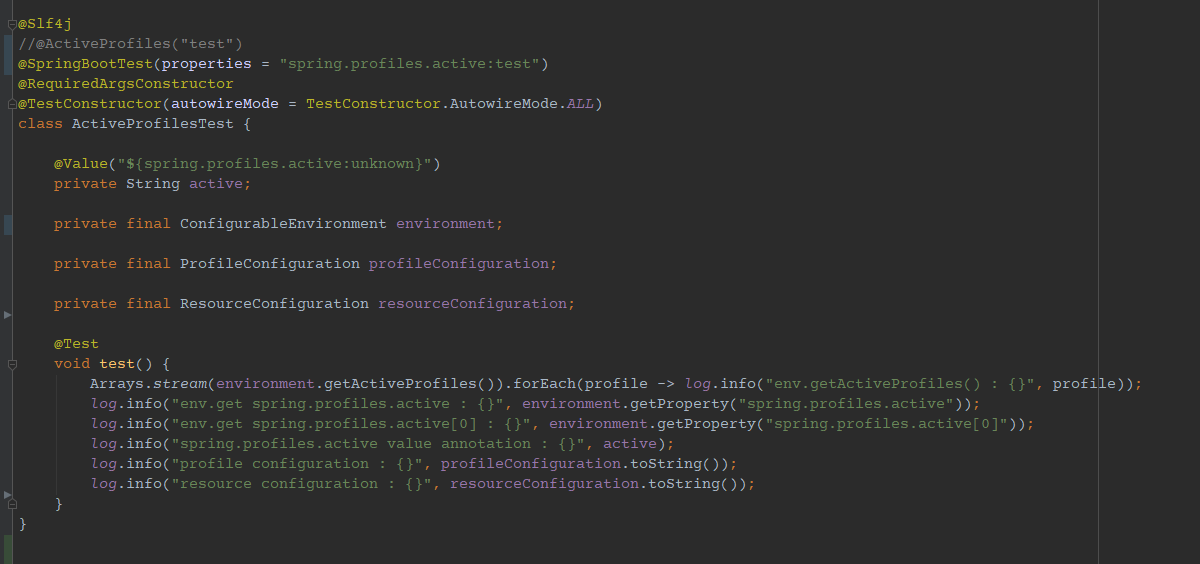 @Slf4j
//@ActiveProfiles("test")
@SpringBootTest(properties = "spring.profiles.active:test")
@RequiredArgsConstructor
@TestConstructor(autowireMode = TestConstructor.AutowireMode.ALL)
class ActiveProfilesTest {
@Value("${spring.profiles.active:unknown}")
private String active;
private final ConfigurableEnvironment environment;
private final ProfileConfiguration profileConfiguration;
private final ResourceConfiguration resourceConfiguration;
@Test
void test() {
Arrays.stream(environment.getActiveProfiles()).forEach(profile -> log.info("env.getActiveProfiles() : {}", profile));
log.info("env.get spring.profiles.active : {}", environment.getProperty("spring.profiles.active"));
log.info("env.get spring.profiles.active[0] : {}", environment.getProperty("spring.profiles.active[0]"));
log.info("spring.profiles.active value annotation : {}", active);
log.info("profile configuration : {}", profileConfiguration.toString());
log.info("resource configuration : {}", resourceConfiguration.toString());
}
}